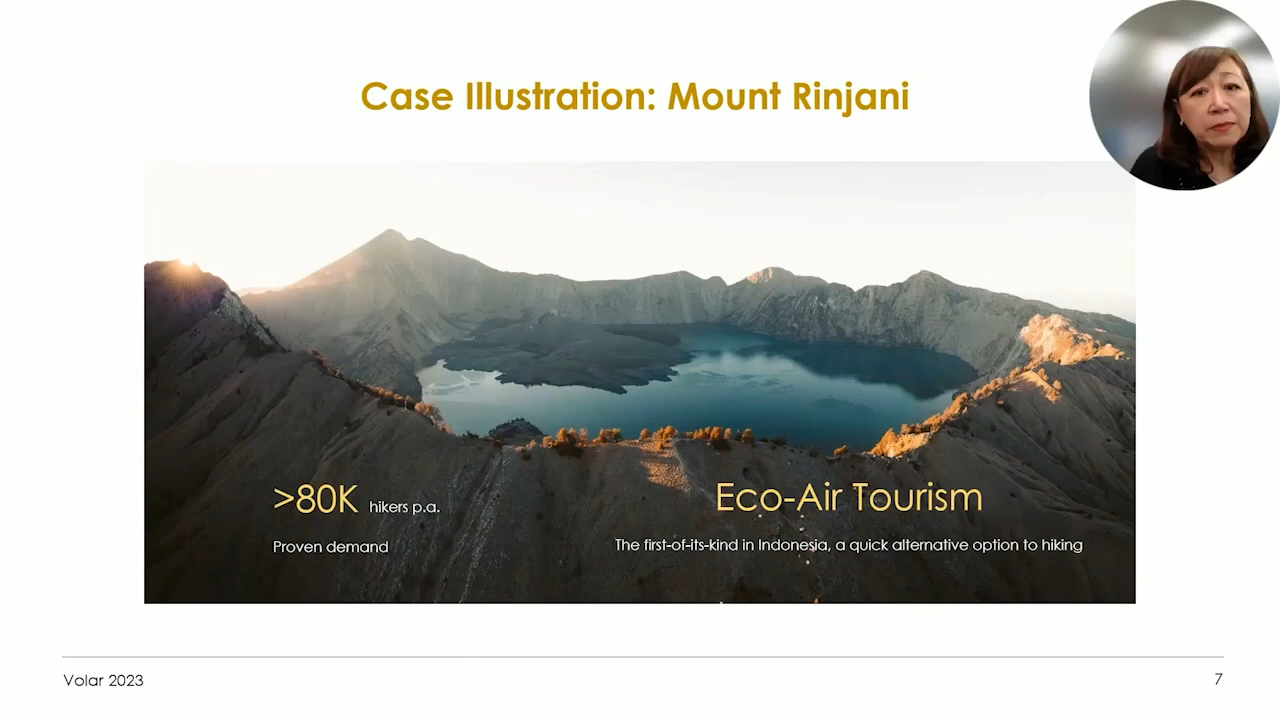 Case Illustration: Mount Rinjani
>80K hikers p.a.
Proven demand
Eco-Air Tourism
The first-of-its-kind in Indonesia, a quick alternative option to hiking
Volar 2023
7